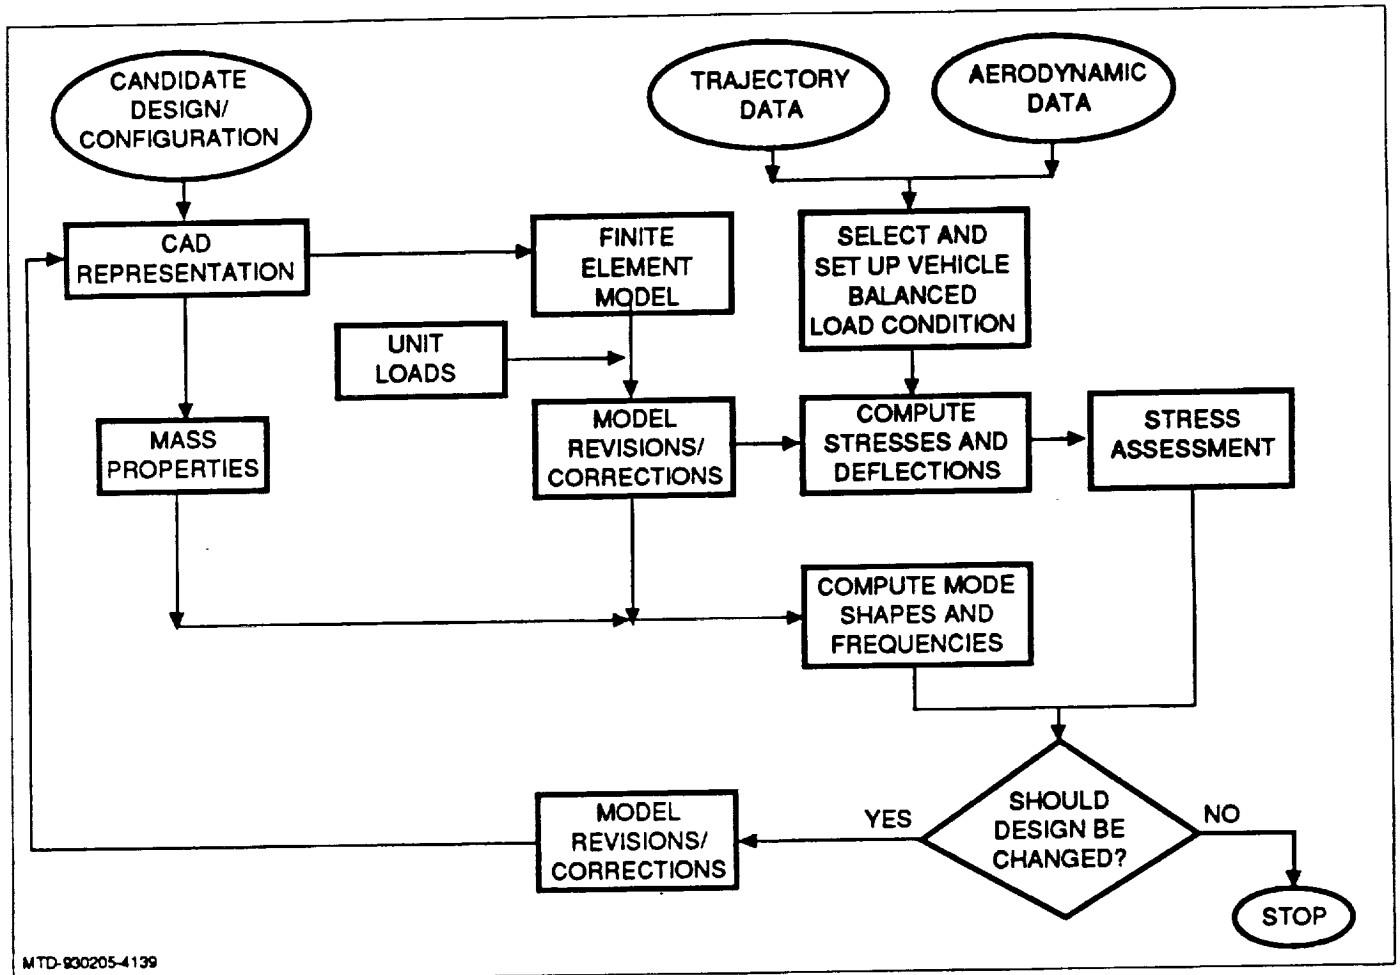 CANDIDATE
DESIGN/
CONFIGURATION
TRAJECTORY
DATA
AERODYNAMIC
DATA
CAD
REPRESENTATION
FINITE
ELEMENT
MODEL
SELECT AND
SET UP VEHICLE
BALANCED
LOAD CONDITION
UNIT
LOADS
MASS
PROPERTIES
MODEL
REVISIONS/
CORRECTIONS
COMPUTE
STRESSES AND
DEFLECTIONS
STRESS
ASSESSMENT
COMPUTE MODE
SHAPES AND
FREQUENCIES
MODEL
REVISIONS/
CORRECTIONS
YES
SHOULD
DESIGN BE
CHANGED?
NO
STOP
MTD-930205-4139